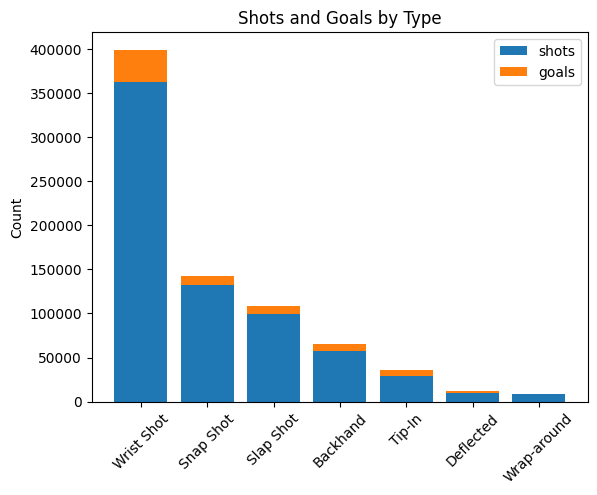 Shots and Goals by Type
shots
goals
Count
400000
350000
300000
250000
200000
150000
100000
50000
0
Wrist Shot
Snap Shot
Slap Shot
Backhand
Tip-In
Deflected
Wrap-around